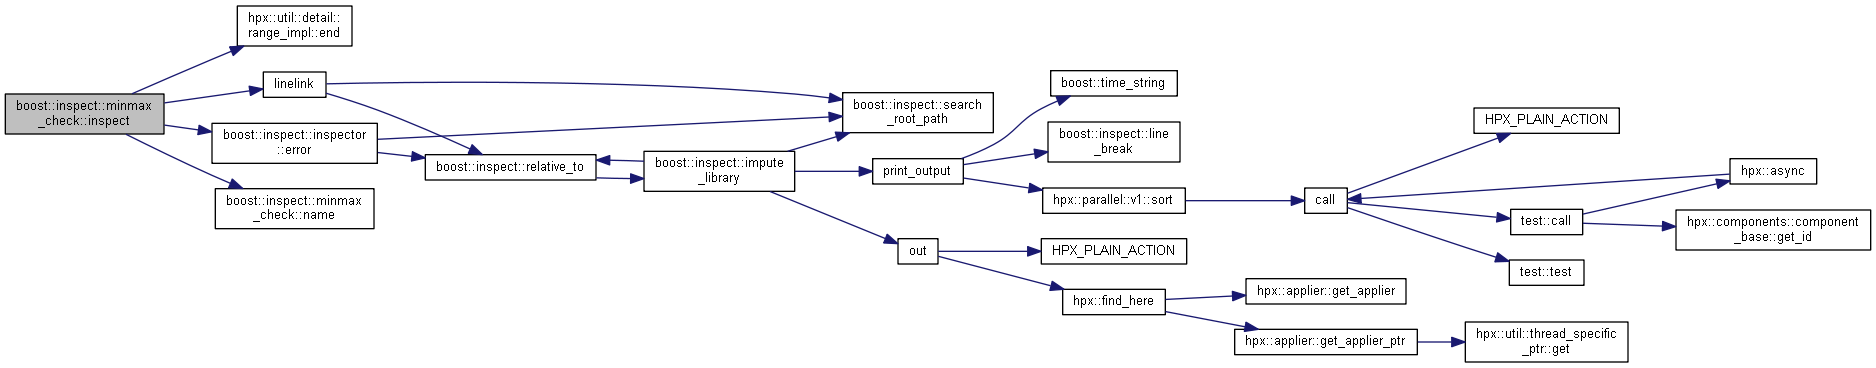 boost::inspect::minmax
_check::inspect
hpx::util::detail::
range_impl::end
linelink
boost::inspect::inspector
::error
boost::inspect::minmax
_check::name
boost::inspect::relative_to
boost::inspect::impute
_library
boost::inspect::search
_root_path
print_output
out
boost::time_string
boost::inspect::line
_break
hpx::parallel::v1::sort
HPX_PLAIN_ACTION
hpx::find_here
hpx::applier::get_applier
hpx::applier::get_applier_ptr
call
HPX_PLAIN_ACTION
test::call
test::test
hpx::util::thread_specific
_ptr::get
hpx::async
hpx::components::component
_base::get_id